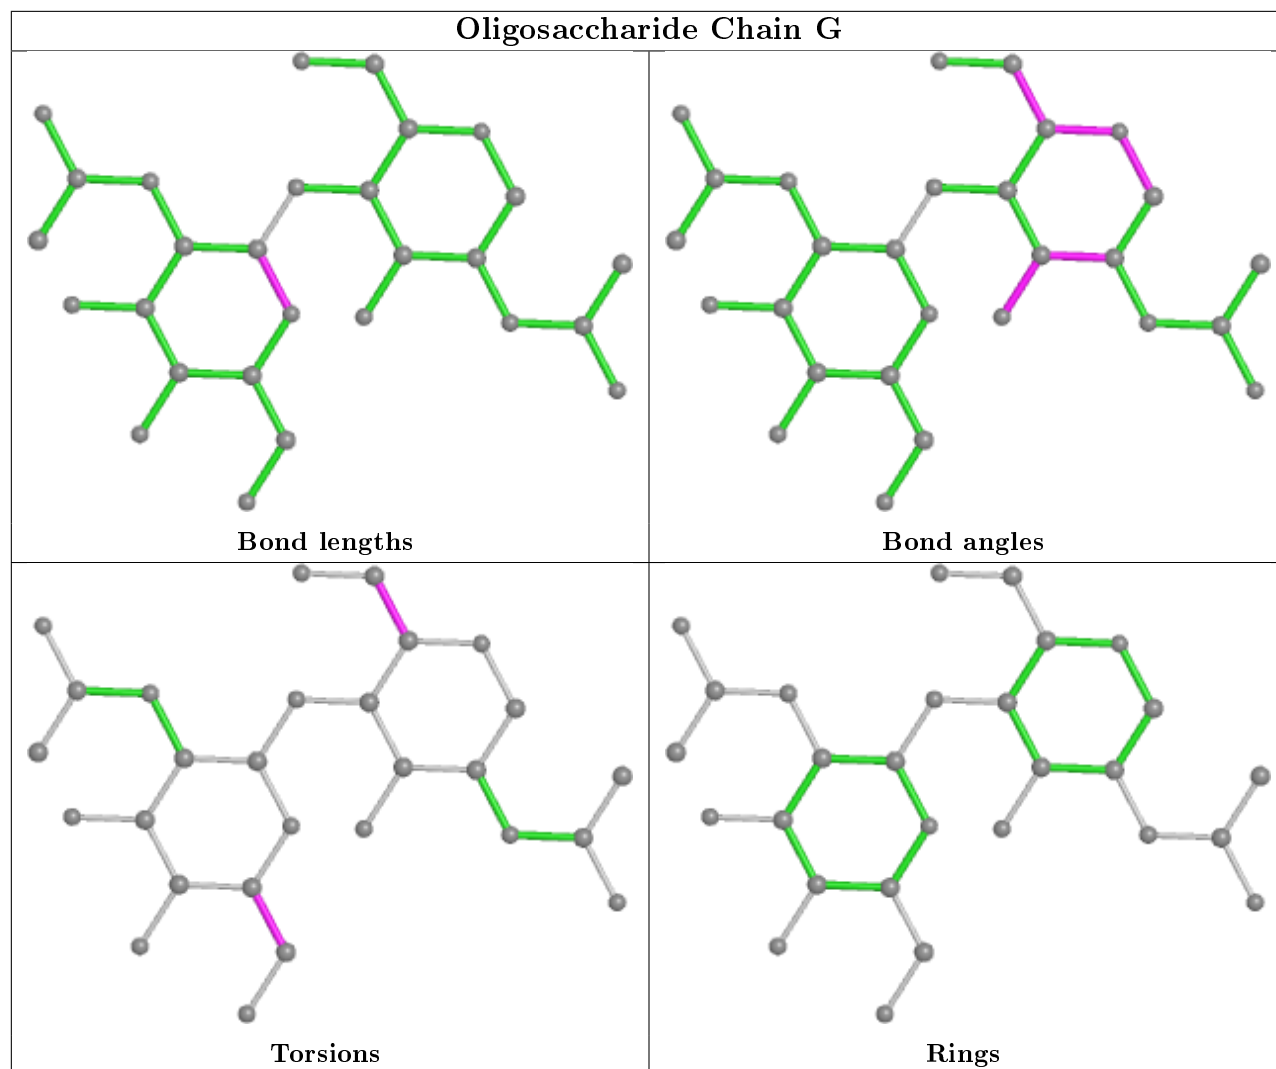 Oligosaccharide Chain G
Bond lengths
Bond angles
Torsions
Rings